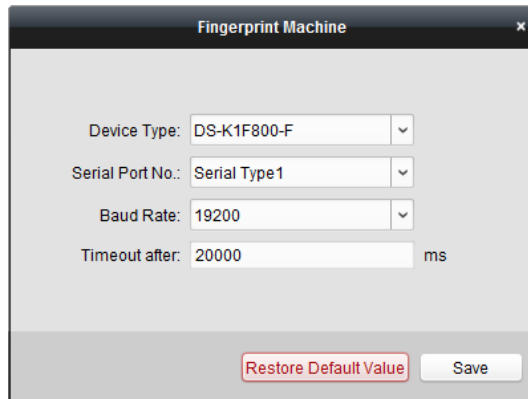 Fingerprint Machine ×
Device Type: DS-K1F800-F
Serial Port No.: Serial Type1
Baud Rate: 19200
Timeout after: 20000 ms
Restore Default Value Save